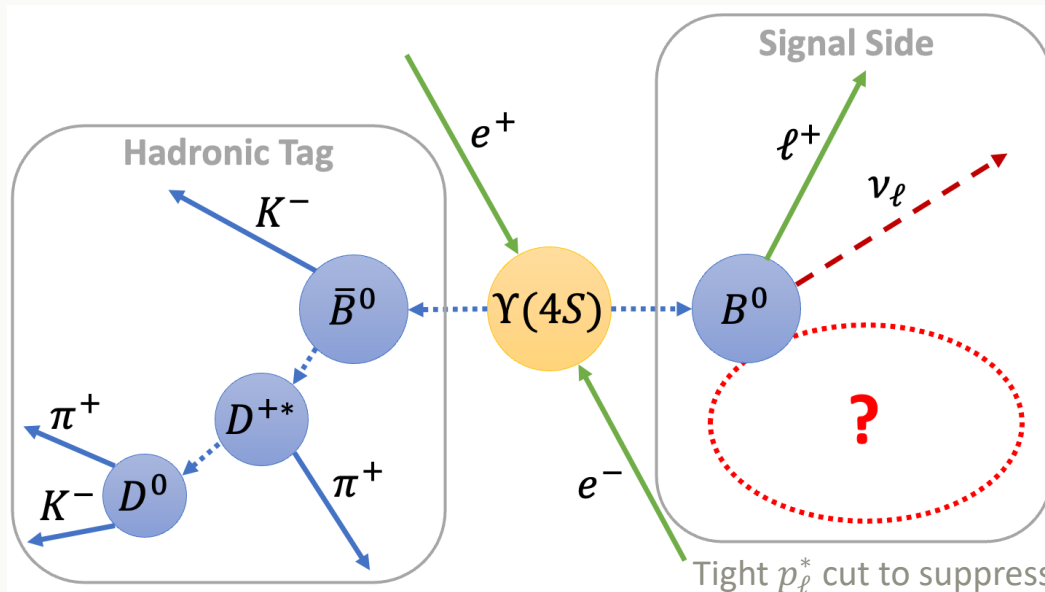 Signal Side
Hadronic Tag
e⁺
ℓ⁺
ν_ℓ
K⁻
B̄⁰
Υ(4S)
B⁰
D⁺*
π⁺
D⁰
K⁻
π⁺
e⁻
?
Tight p*_ℓ cut to suppress